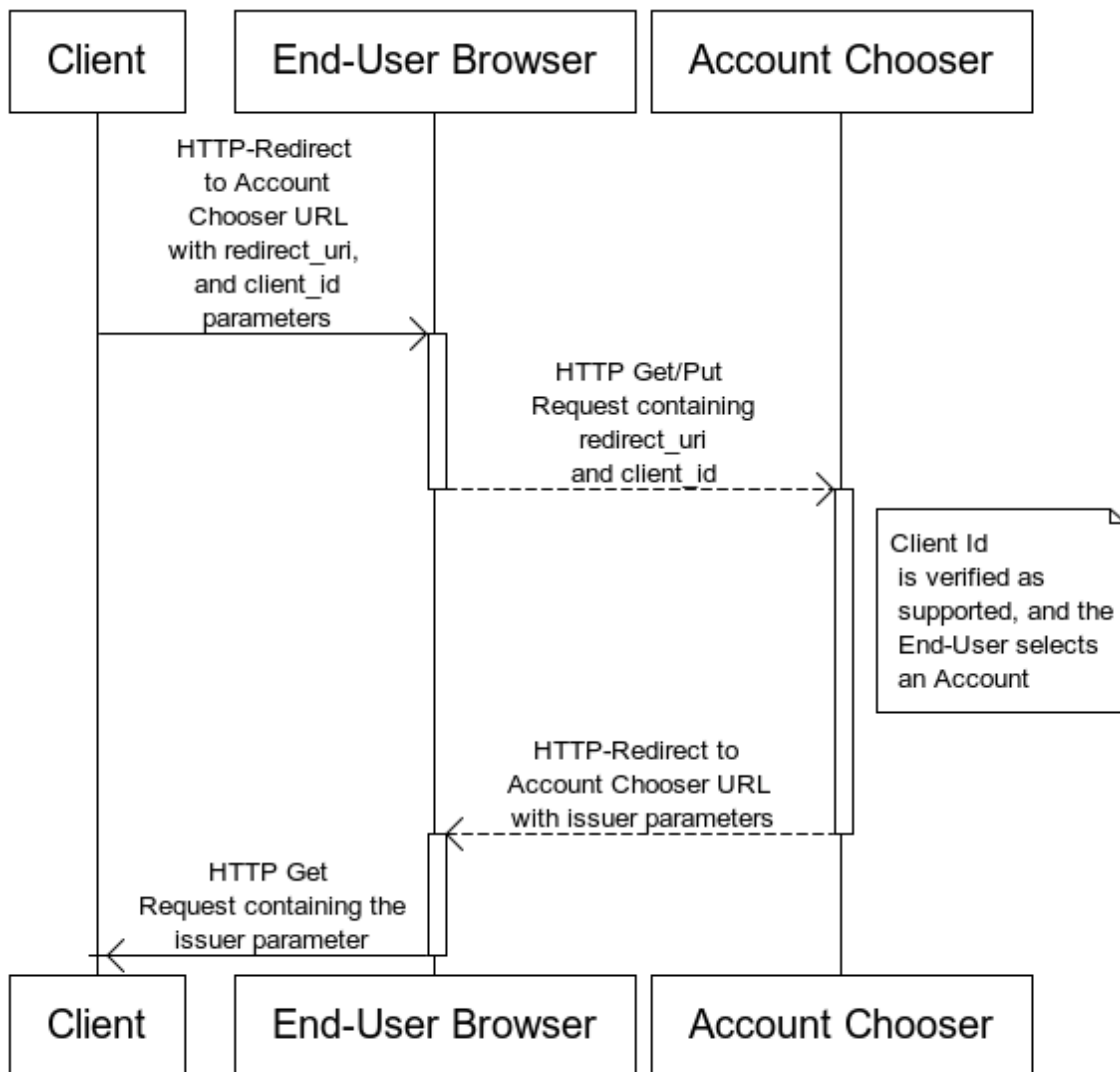 Client
End-User Browser
Account Chooser
HTTP-Redirect
to Account
Chooser URL
with redirect_uri,
and client_id
parameters
HTTP Get/Put
Request containing
redirect_uri
and client_id
Client Id
is verified as
supported, and the
End-User selects
an Account
HTTP-Redirect to
Account Chooser URL
with issuer parameters
HTTP Get
Request containing the
issuer parameter
Client
End-User Browser
Account Chooser